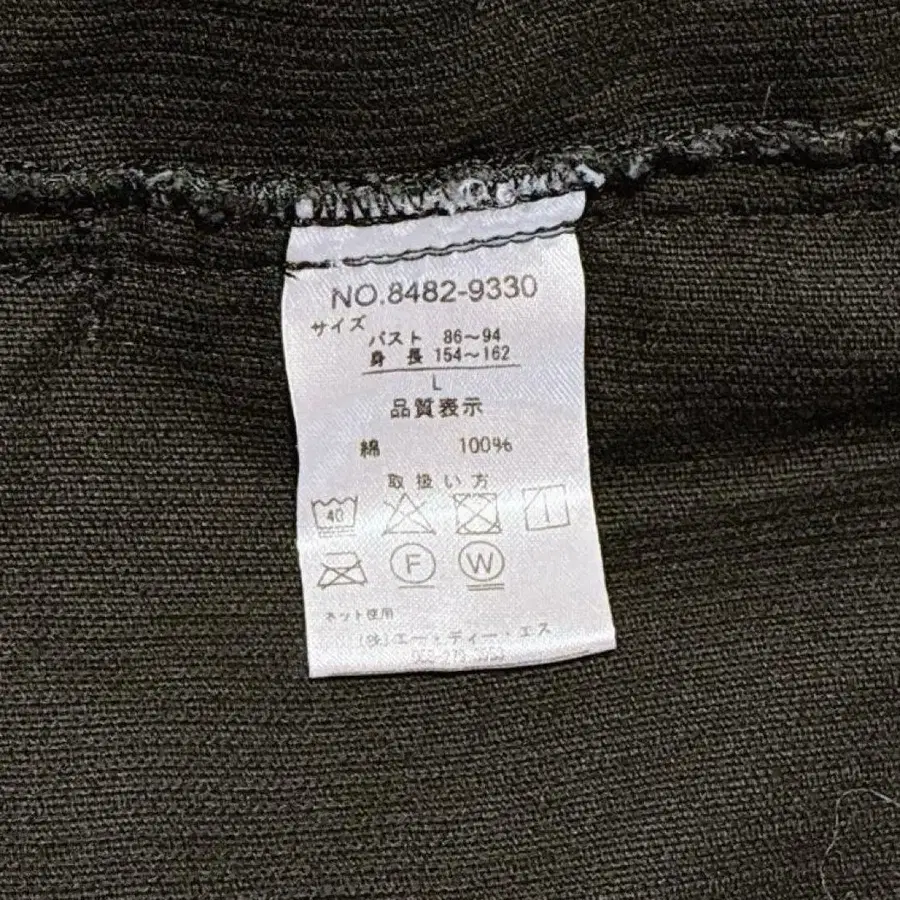 NO.8482-9330
サイズ
バスト 86～94
身長 154～162
L
品質表示
綿 100%
取扱い方
40
F W
ネット使用
(株)エー・ディー・エス